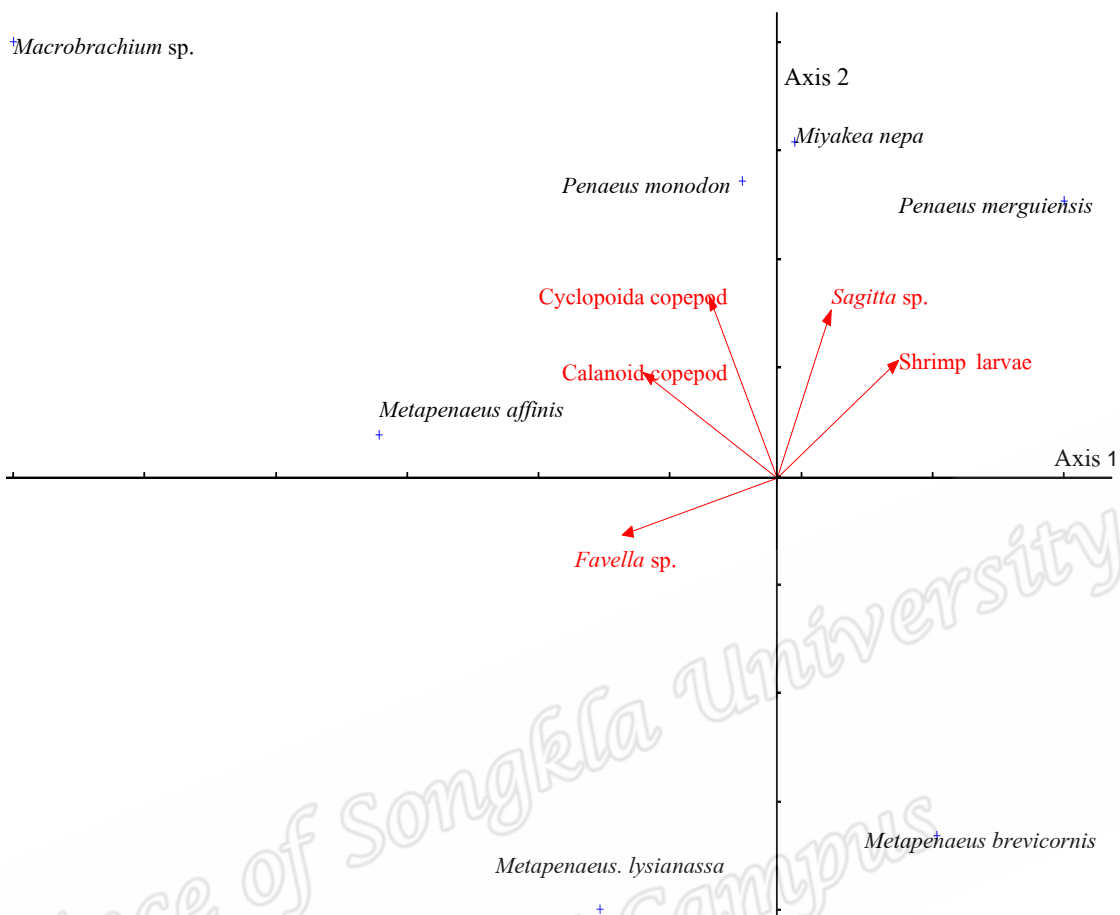 Macrobrachium sp.
Axis 2
Miyakea nepa
Penaeus monodon
Penaeus merguiensis
Cyclopoida copepod
Sagitta sp.
Shrimp larvae
Calanoid copepod
Metapenaeus affinis
Axis 1
Favella sp.
Metapenaeus brevicornis
Metapenaeus. lysianassa
of Songkla University
Campus